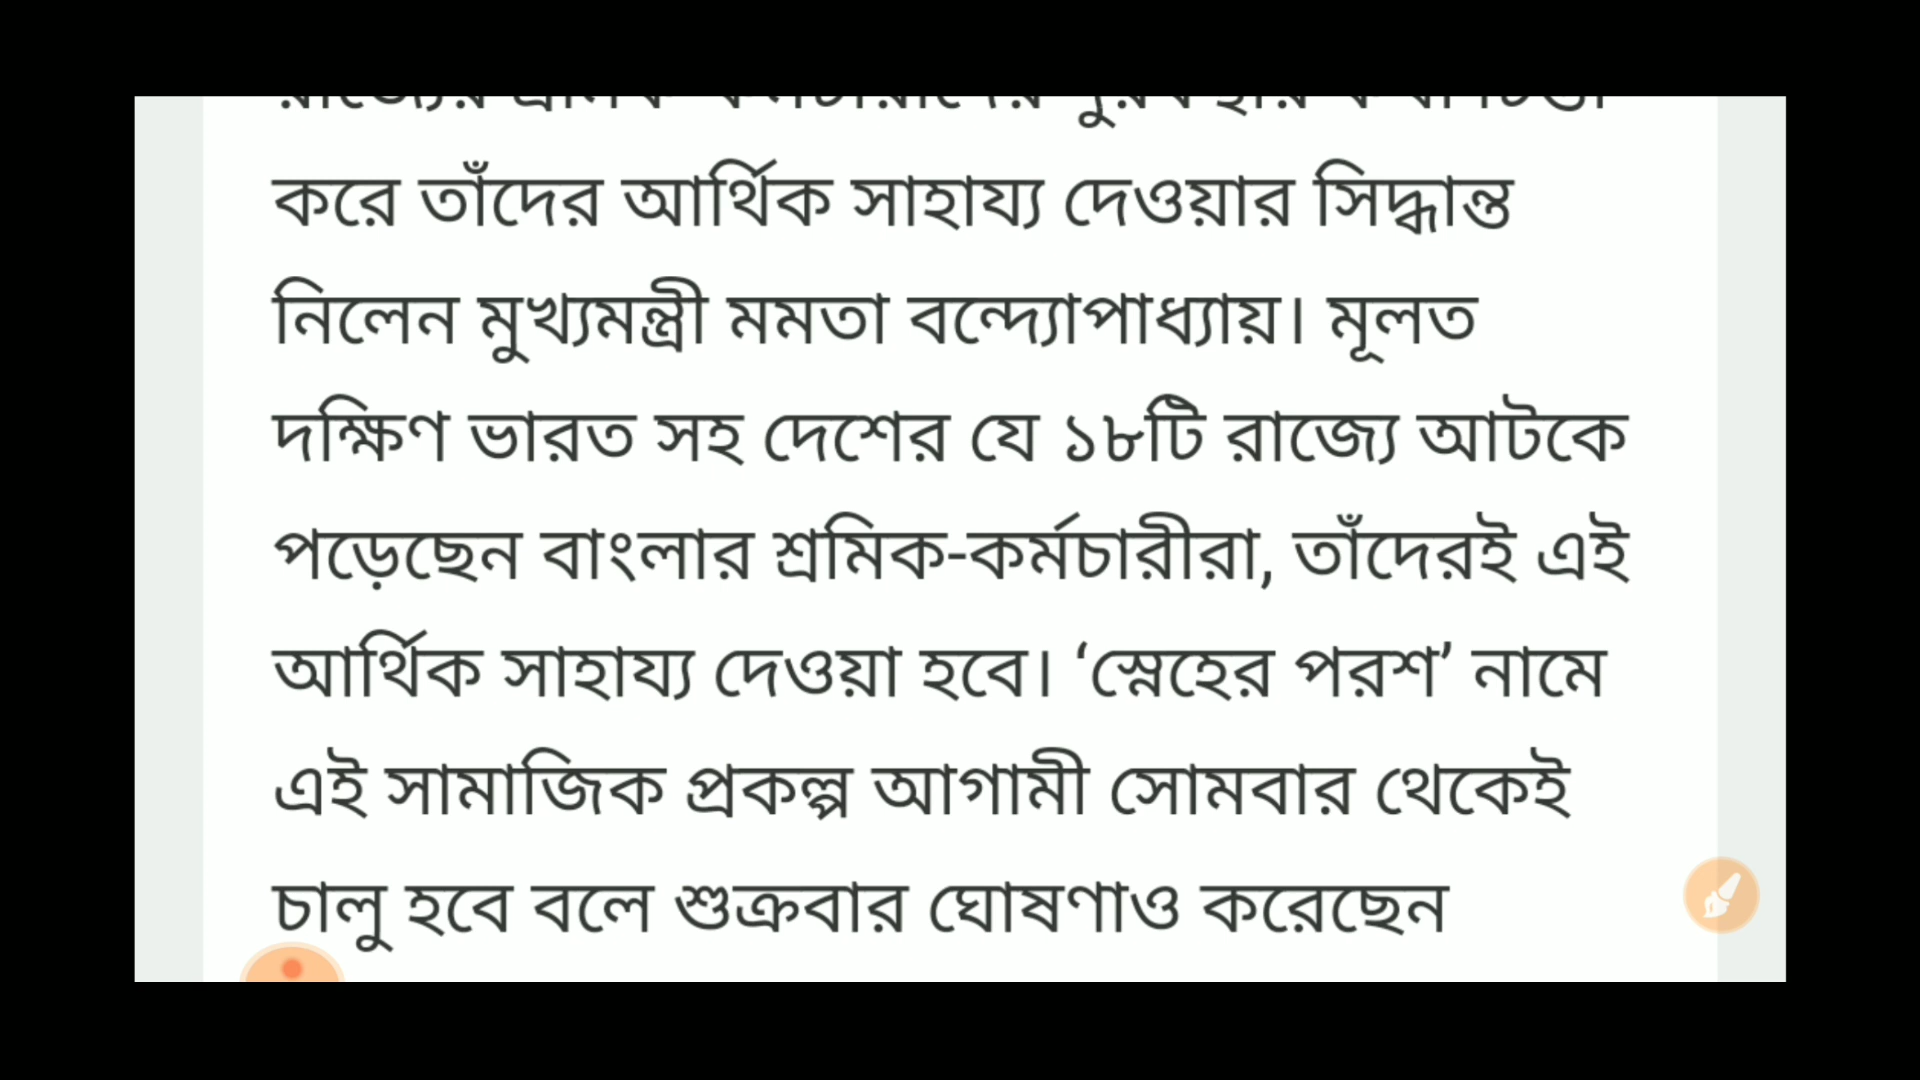 করে তাঁদের আর্থিক সাহায্য দেওয়ার সিদ্ধান্ত
নিলেন মুখ্যমন্ত্রী মমতা বন্দ্যোপাধ্যায়। মূলত
দক্ষিণ ভারত সহ দেশের যে ১৮টি রাজ্যে আটকে
পড়েছেন বাংলার শ্রমিক-কর্মচারীরা, তাঁদেরই এই
আর্থিক সাহায্য দেওয়া হবে। ‘স্নেহের পরশ’ নামে
এই সামাজিক প্রকল্প আগামী সোমবার থেকেই
চালু হবে বলে শুক্রবার ঘোষণাও করেছেন